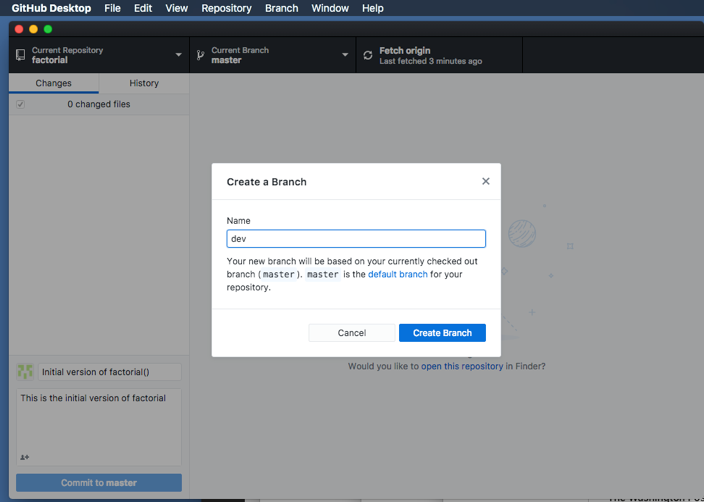 GitHub Desktop File Edit View Repository Branch Window Help
Current Repository
factorial
Current Branch
master
Fetch origin
Last fetched 3 minutes ago
Changes History
0 changed files
Create a Branch
Name
dev
Your new branch will be based on your currently checked out
branch (master). master is the default branch for your
repository.
Cancel Create Branch
Would you like to open this repository in Finder?
Initial version of factorial()
This is the initial version of factorial
Commit to master